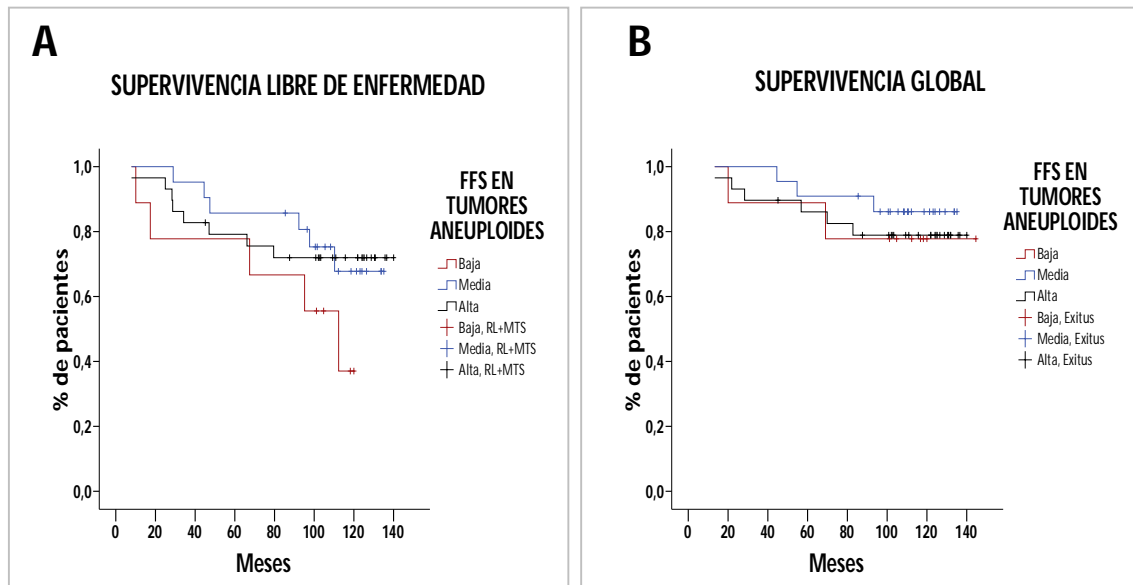 A
SUPERVIVENCIA LIBRE DE ENFERMEDAD
1,0
0,8
0,6
0,4
0,2
0,0
% de pacientes
0 20 40 60 80 100 120 140
Meses
FFS EN
TUMORES
ANEUPLOIDES
Baja
Media
Alta
Baja, RL+MTS
Media, RL+MTS
Alta, RL+MTS
B
SUPERVIVENCIA GLOBAL
1,0
0,8
0,6
0,4
0,2
0,0
% de pacientes
0 20 40 60 80 100 120 140
Meses
FFS EN
TUMORES
ANEUPLOIDES
Baja
Media
Alta
Baja, Exitus
Media, Exitus
Alta, Exitus